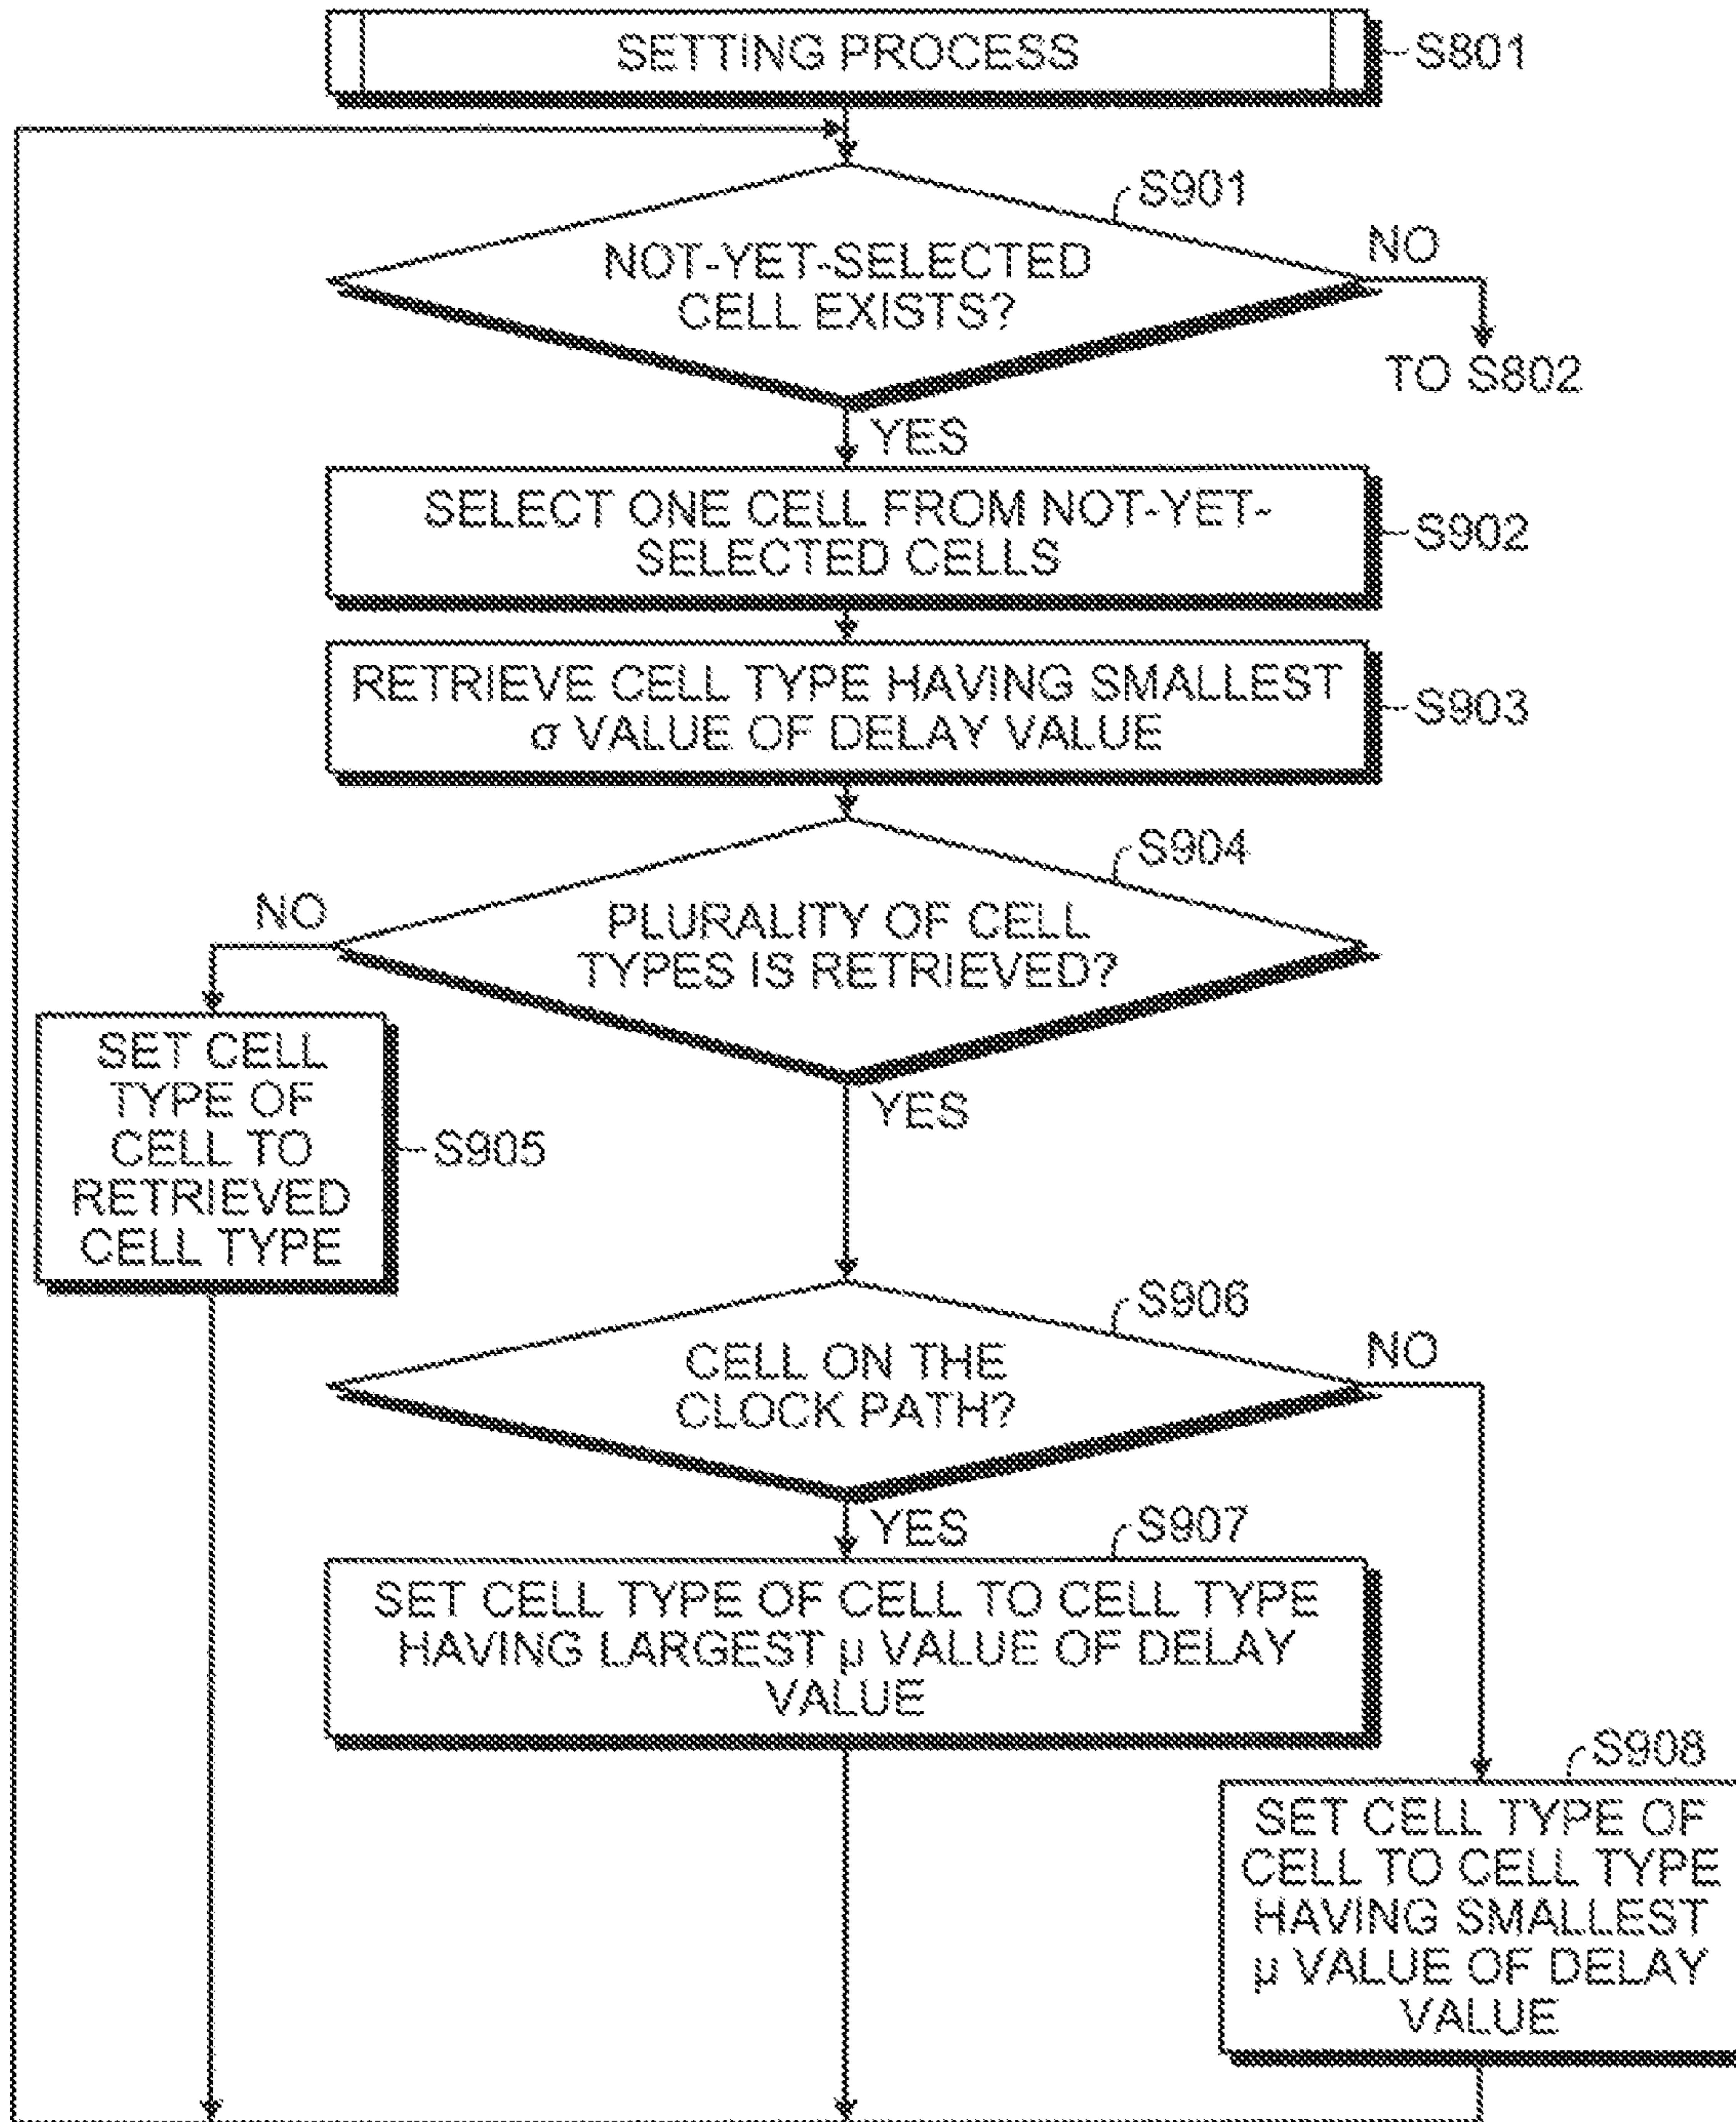 SETTING PROCESS
S801
S901
NOT-YET-SELECTED
CELL EXISTS?
NO
TO S802
YES
SELECT ONE CELL FROM NOT-YET-
SELECTED CELLS
S902
RETRIEVE CELL TYPE HAVING SMALLEST
σ VALUE OF DELAY VALUE
S903
S904
PLURALITY OF CELL
TYPES IS RETRIEVED?
NO
YES
SET CELL
TYPE OF
CELL TO
RETRIEVED
CELL TYPE
S905
S906
CELL ON THE
CLOCK PATH?
NO
YES
S907
SET CELL TYPE OF CELL TO CELL TYPE
HAVING LARGEST µ VALUE OF DELAY
VALUE
S908
SET CELL TYPE OF
CELL TO CELL TYPE
HAVING SMALLEST
µ VALUE OF DELAY
VALUE